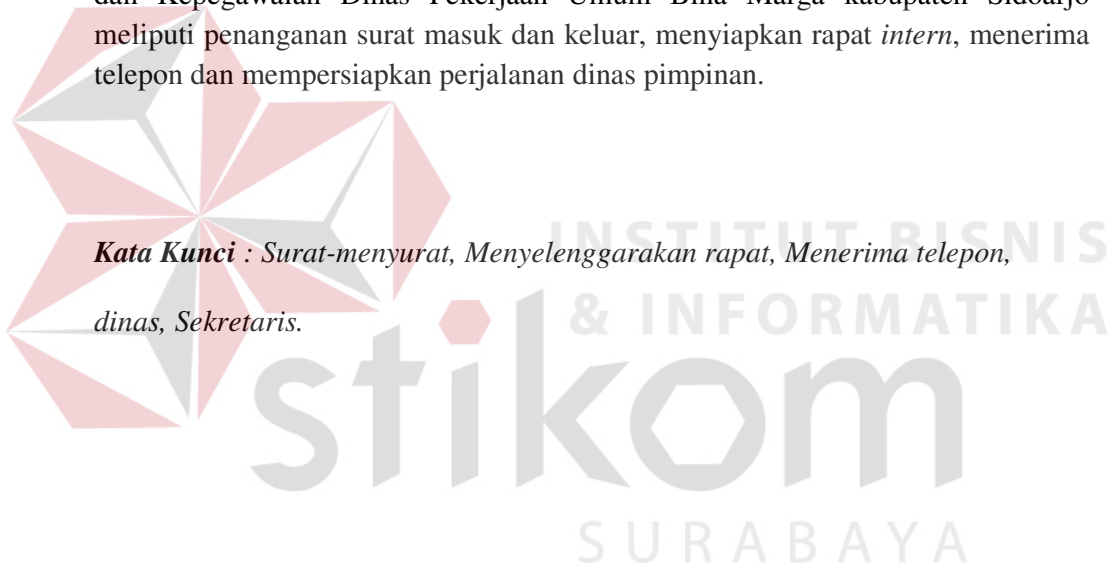 dan Kepegawaian Dinas Pekerjaan Umum Bina Marga kabupaten Sidoarjo
meliputi penanganan surat masuk dan keluar, menyiapkan rapat intern, menerima
telepon dan mempersiapkan perjalanan dinas pimpinan.
Kata Kunci : Surat-menyurat, Menyelenggarakan rapat, Menerima telepon,
dinas, Sekretaris.
INSTITUT BISNIS
& INFORMATIKA
stikom
SURABAYA